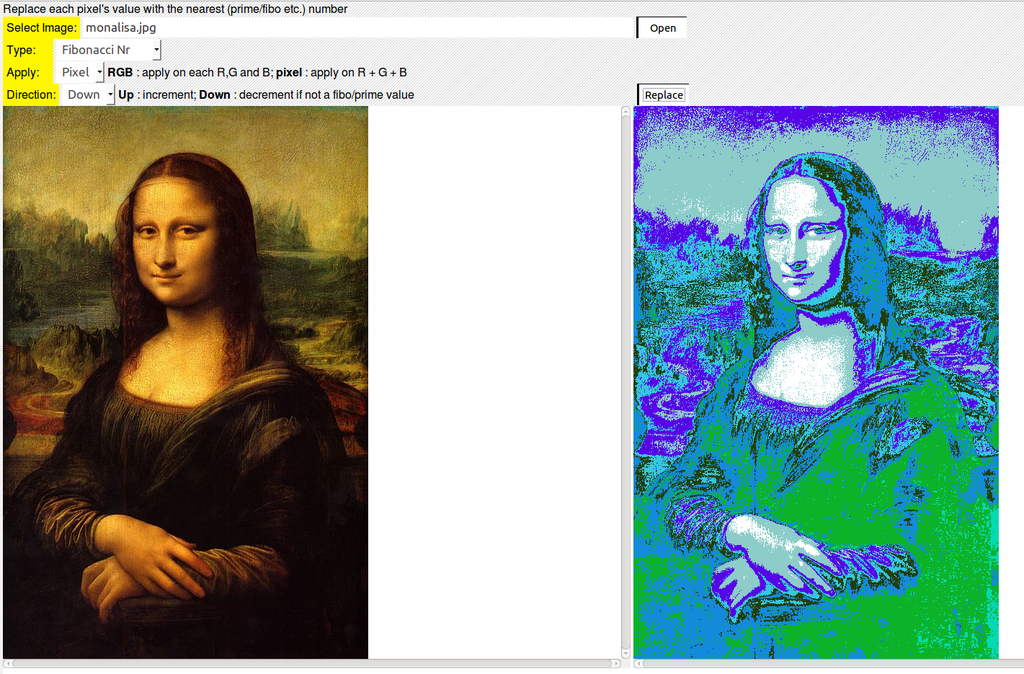 Replace each pixel's value with the nearest (prime/fibo etc.) number
Select Image: monalisa.jpg Open
Type: Fibonacci Nr
Apply: Pixel RGB : apply on each R,G and B; pixel : apply on R + G + B
Direction: Down Up : increment; Down : decrement if not a fibo/prime value Replace